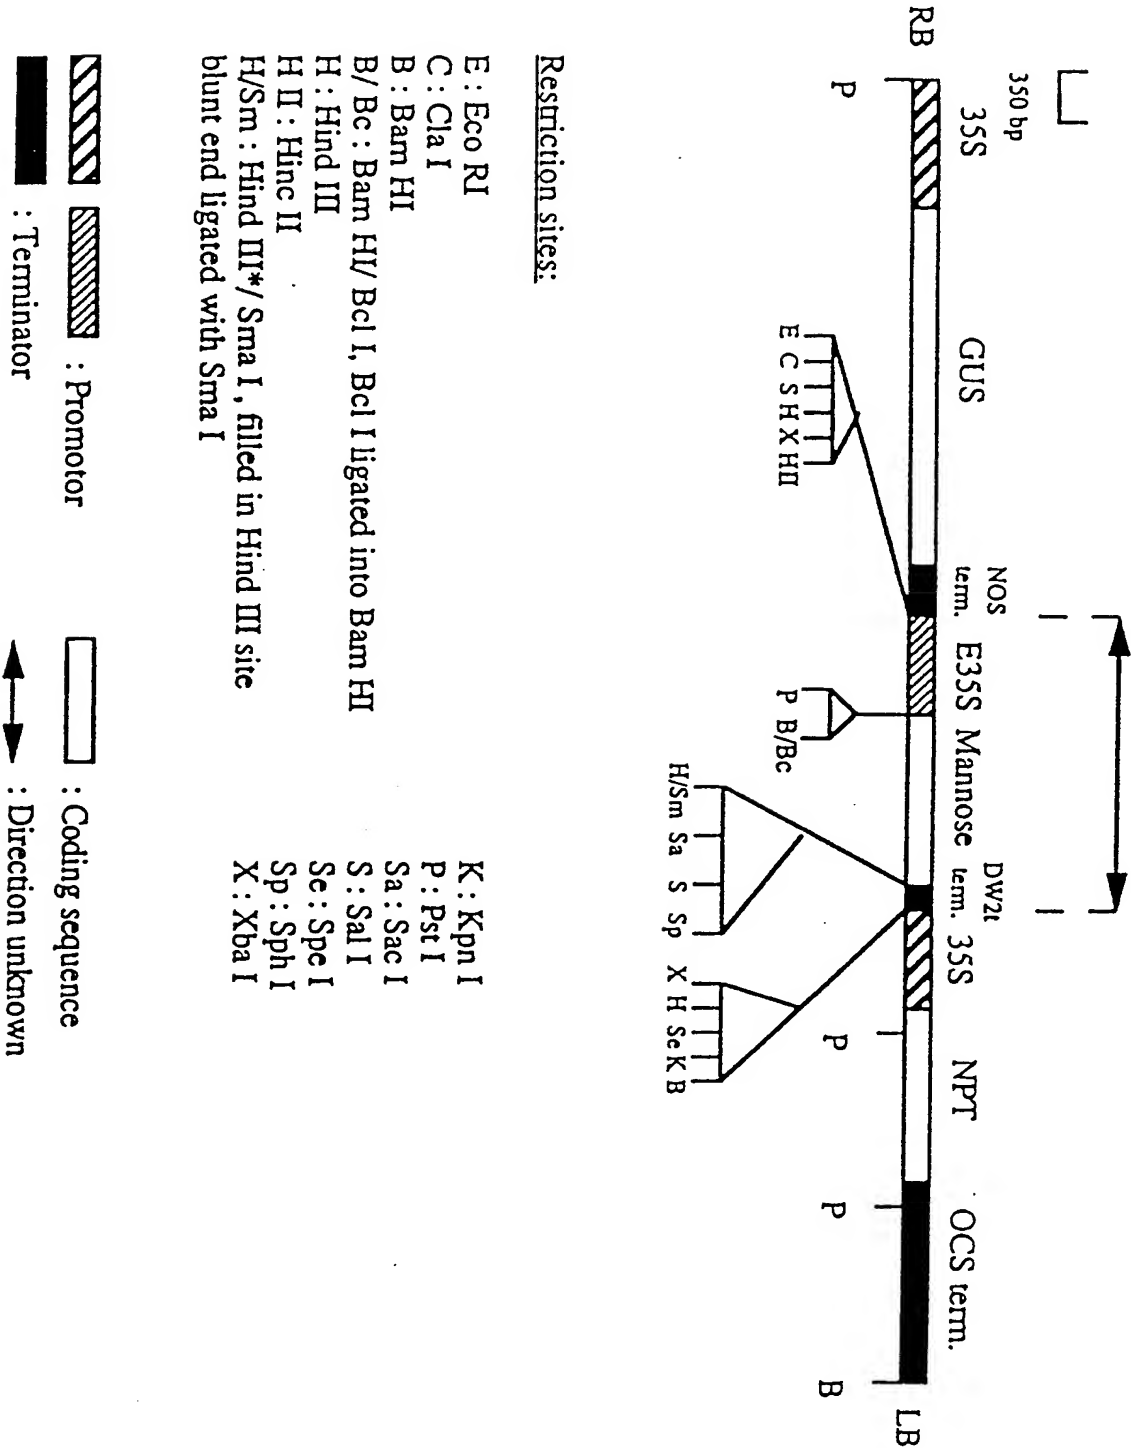 350 bp
RB
35S
GUS
NOS
term.
E35S
Mannose
DW2t
term.
35S
NPT
OCS term.
LB
P
E C S H X HII
P B/Bc
H/Sm Sa S Sp
X H Se K B
P
P
B
Restriction sites:
E : Eco RI
C : Cla I
B : Bam HI
B/ Bc : Bam HI/ Bcl I, Bcl I ligated into Bam HI
H : Hind III
H II : Hinc II
H/Sm : Hind III*/ Sma I , filled in Hind III site
blunt end ligated with Sma I
K : Kpn I
P : Pst I
Sa : Sac I
S : Sal I
Se : Spe I
Sp : Sph I
X : Xba I
: Promotor
: Terminator
: Coding sequence
: Direction unknown